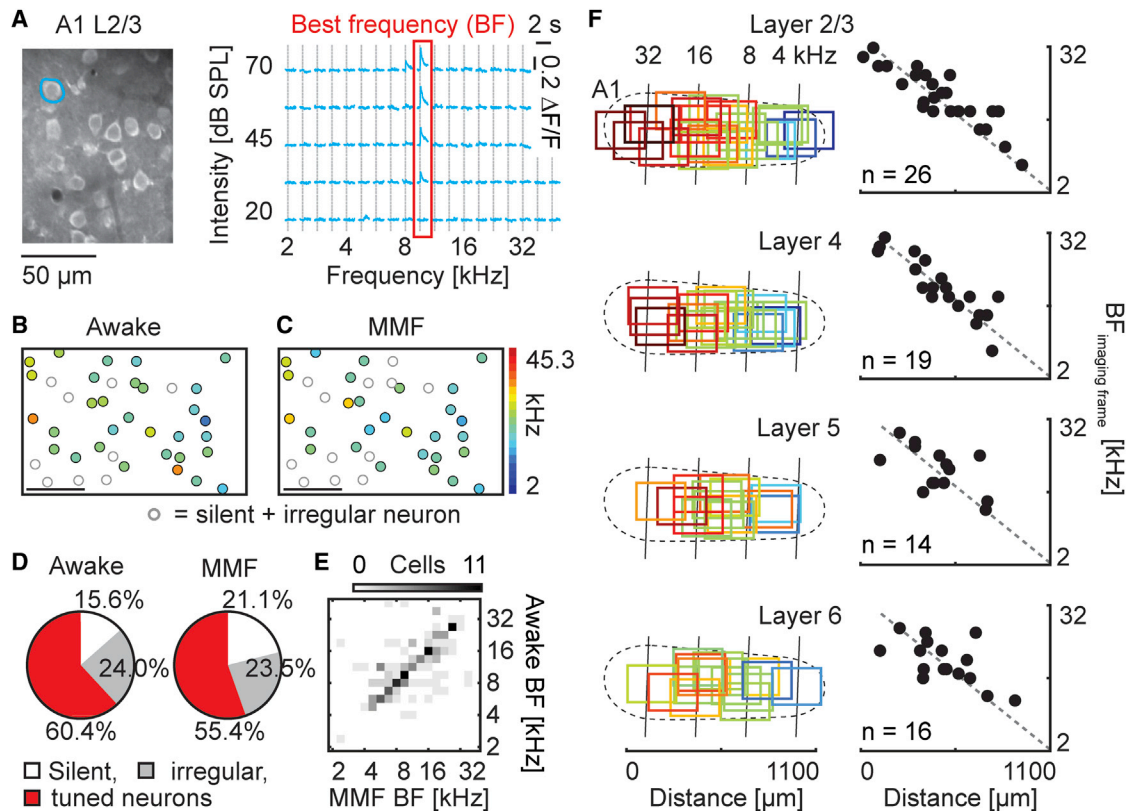 A
A1 L2/3
50 µm
Best frequency (BF)
2 s
0.2 ΔF/F
Intensity [dB SPL]
70
45
20
2 4 8 16 32
Frequency [kHz]
B Awake
C MMF
45.3
kHz
2
= silent + irregular neuron
D
Awake MMF
15.6% 21.1%
24.0% 23.5%
60.4% 55.4%
Silent, irregular,
tuned neurons
E
0 Cells 11
32
16
8
4
2
Awake BF [kHz]
2 4 8 16 32
MMF BF [kHz]
F
Layer 2/3
32 16 8 4 kHz
A1
32
2
n = 26
Layer 4
32
2
n = 19
Layer 5
32
2
n = 14
Layer 6
32
2
n = 16
BF imaging frame [kHz]
0 1100 0 1100
Distance [µm] Distance [µm]